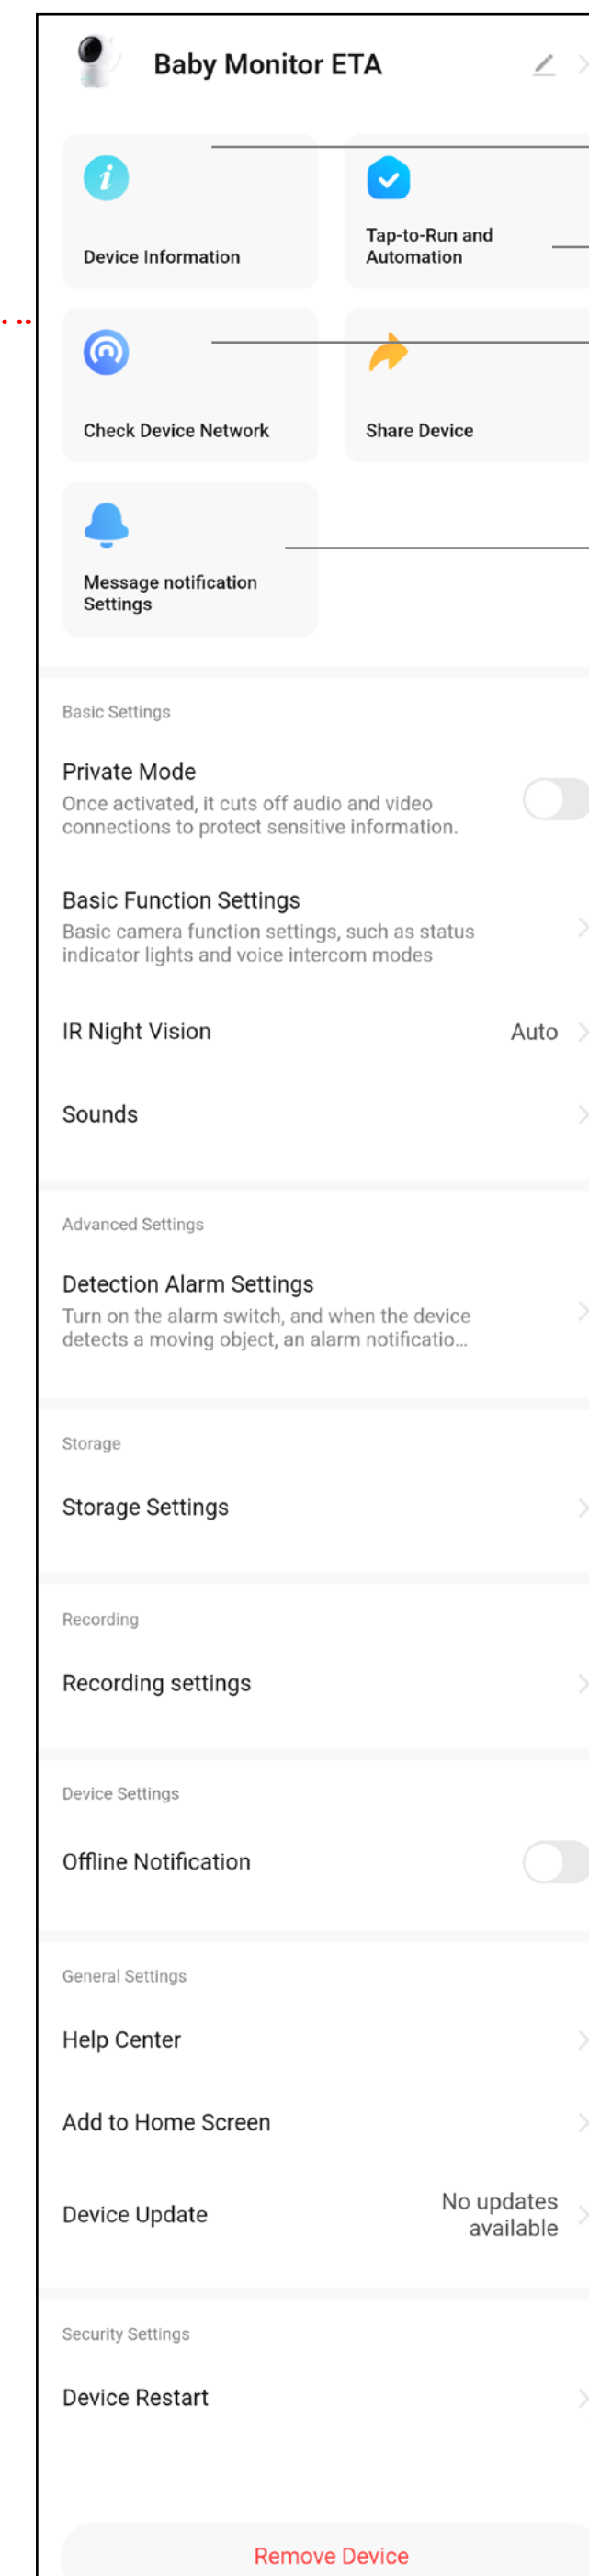 Baby Monitor ETA
Device Information
Tap-to-Run and
Automation
Check Device Network
Share Device
Message notification
Settings
Basic Settings
Private Mode
Once activated, it cuts off audio and video
connections to protect sensitive information.
Basic Function Settings
Basic camera function settings, such as status
indicator lights and voice intercom modes
IR Night Vision
Auto
Sounds
Advanced Settings
Detection Alarm Settings
Turn on the alarm switch, and when the device
detects a moving object, an alarm notificatio...
Storage
Storage Settings
Recording
Recording settings
Device Settings
Offline Notification
General Settings
Help Center
Add to Home Screen
Device Update
No updates
available
Security Settings
Device Restart
Remove Device